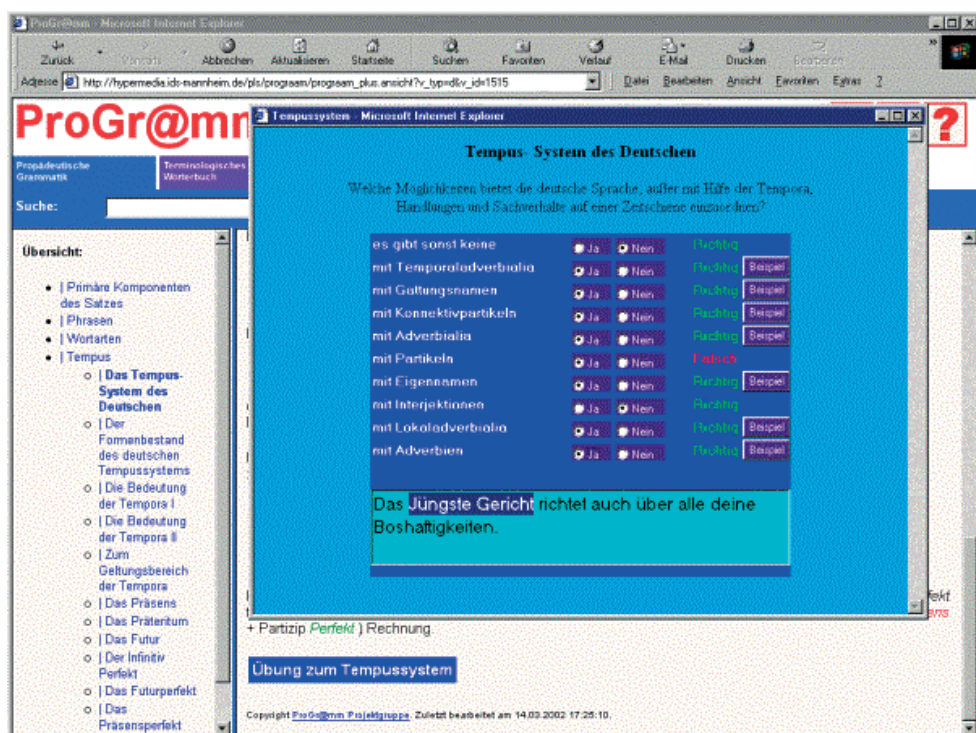 ProGr@mm - Microsoft Internet Explorer
Zurück Vorwärts Abbrechen Aktualisieren Startseite Suchen Favoriten Verlauf E-Mail Drucken Bearbeiten
Adresse http://hypermedia.ids-mannheim.de/pls/prograam/prograam_plus.ansicht?v_typ=d&v_id=1515 Datei Bearbeiten Ansicht Favoriten Extras ?
ProGr@mm
?
Propädeutische
Grammatik
Terminologisches
Wörterbuch
Suche:
Übersicht:
| Primäre Komponenten
des Satzes
| Phrasen
| Wortarten
| Tempus
| Das Tempus-
System des
Deutschen
| Der
Formenbestand
des deutschen
Tempussystems
| Die Bedeutung
der Tempora I
| Die Bedeutung
der Tempora II
| Zum
Geltungsbereich
der Tempora
| Das Präsens
| Das Präteritum
| Das Futur
| Der Infinitiv
Perfekt
| Das Futurperfekt
| Das
Präsensperfekt
Tempussystem - Microsoft Internet Explorer
Tempus- System des Deutschen
Welche Möglichkeiten bietet die deutsche Sprache, außer mit Hilfe der Tempora,
Handlungen und Sachverhalte auf einer Zeitschiene einzuordnen?
es gibt sonst keine Ja Nein Richtig
mit Temporaladverbialia Ja Nein Richtig Beispiel
mit Gattungsnamen Ja Nein Richtig Beispiel
mit Konnektivpartikeln Ja Nein Richtig Beispiel
mit Adverbialia Ja Nein Richtig Beispiel
mit Partikeln Ja Nein Falsch
mit Eigennamen Ja Nein Richtig Beispiel
mit Interjektionen Ja Nein Richtig
mit Lokaladverbialia Ja Nein Richtig Beispiel
mit Adverbien Ja Nein Richtig Beispiel
Das Jüngste Gericht richtet auch über alle deine
Boshaftigkeiten.
+ Partizip Perfekt ) Rechnung.
Übung zum Tempussystem
Copyright ProGr@mm Projektgruppe. Zuletzt bearbeitet am 14.03.2002 17:25:10.